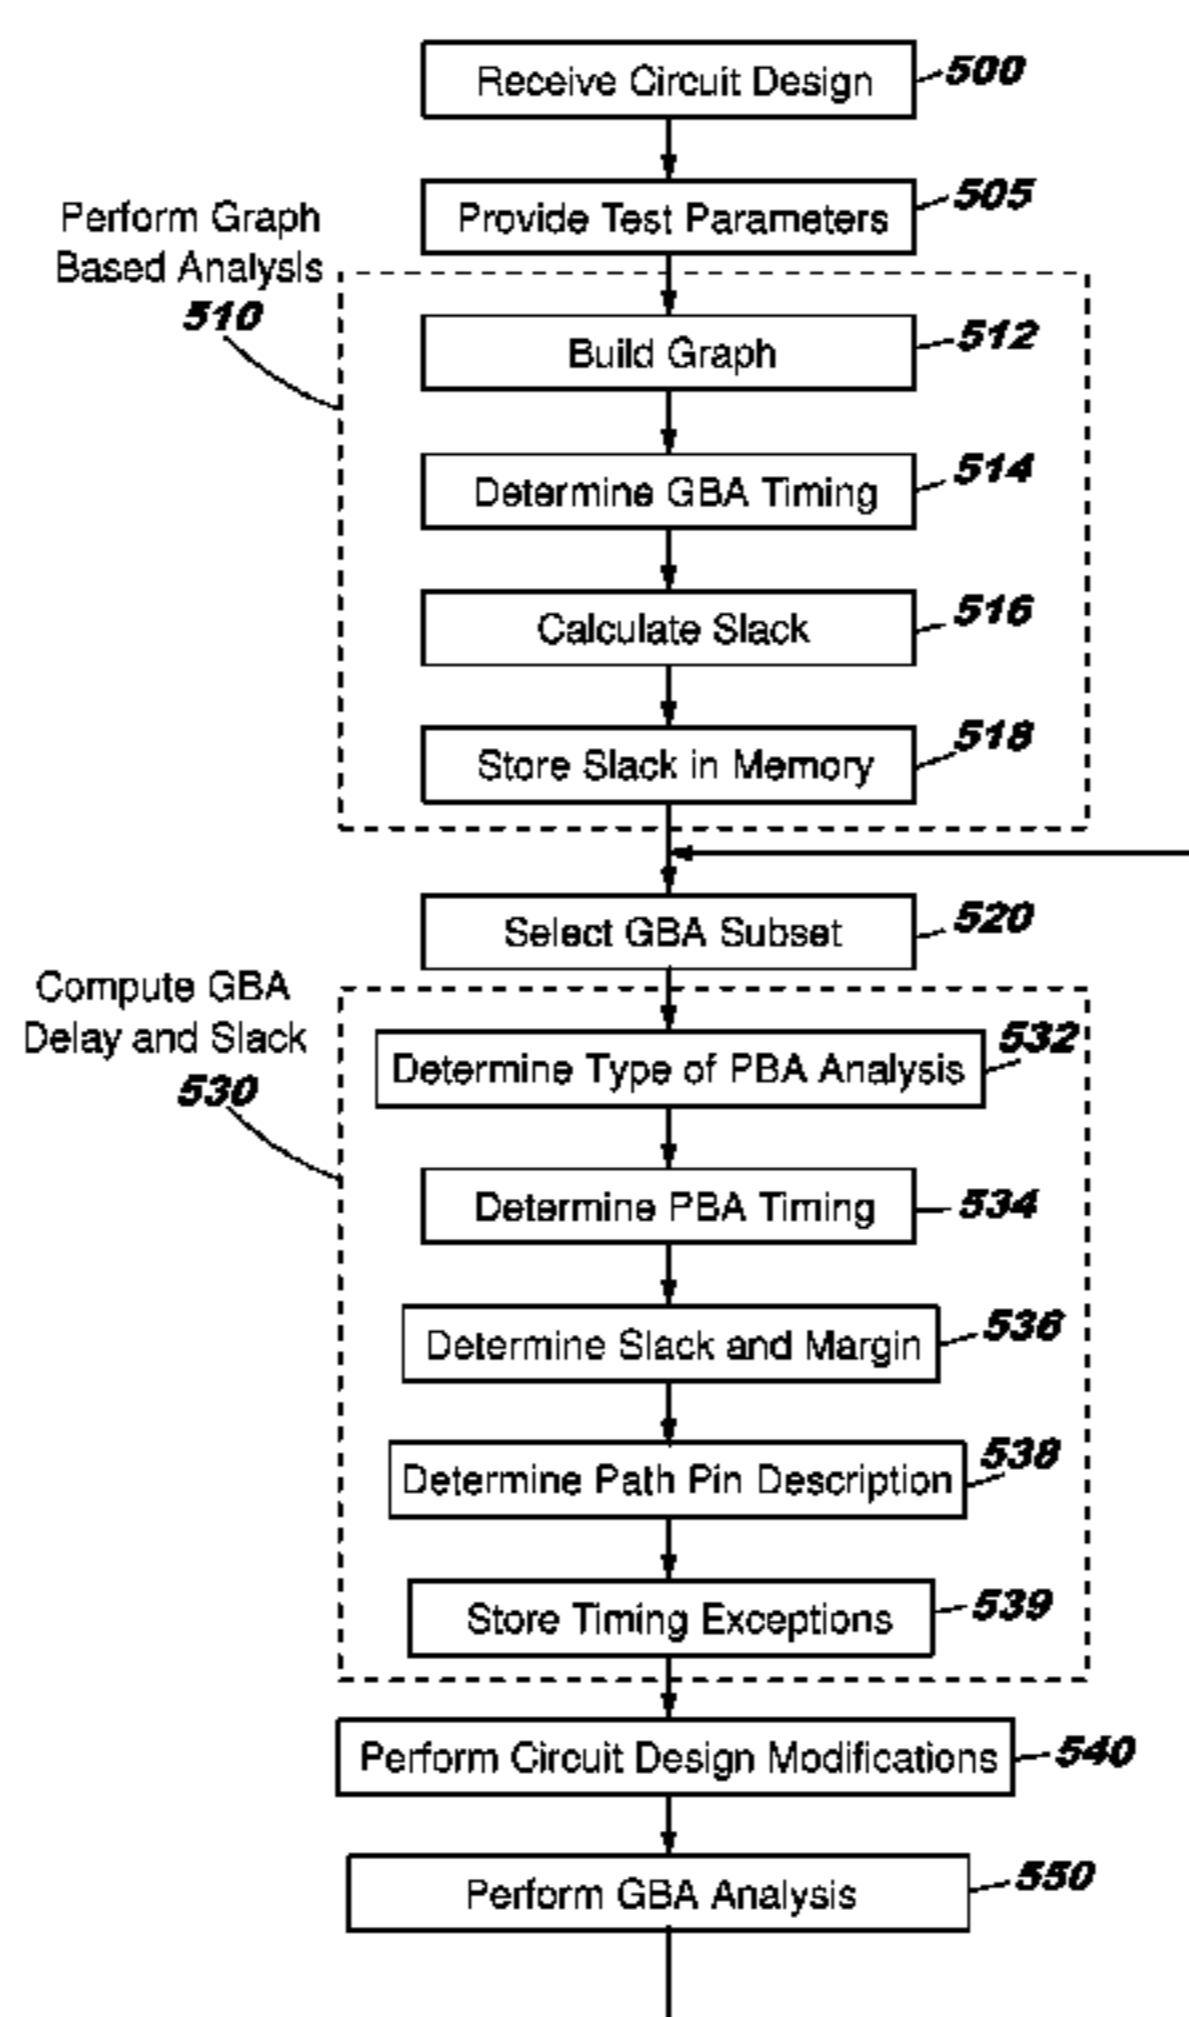 Receive Circuit Design
500
Provide Test Parameters
505
Perform Graph
Based Analysis
510
Build Graph
512
Determine GBA Timing
514
Calculate Slack
516
Store Slack in Memory
518
Select GBA Subset
520
Compute GBA
Delay and Slack
530
Determine Type of PBA Analysis
532
Determine PBA Timing
534
Determine Slack and Margin
536
Determine Path Pin Description
538
Store Timing Exceptions
539
Perform Circuit Design Modifications
540
Perform GBA Analysis
550